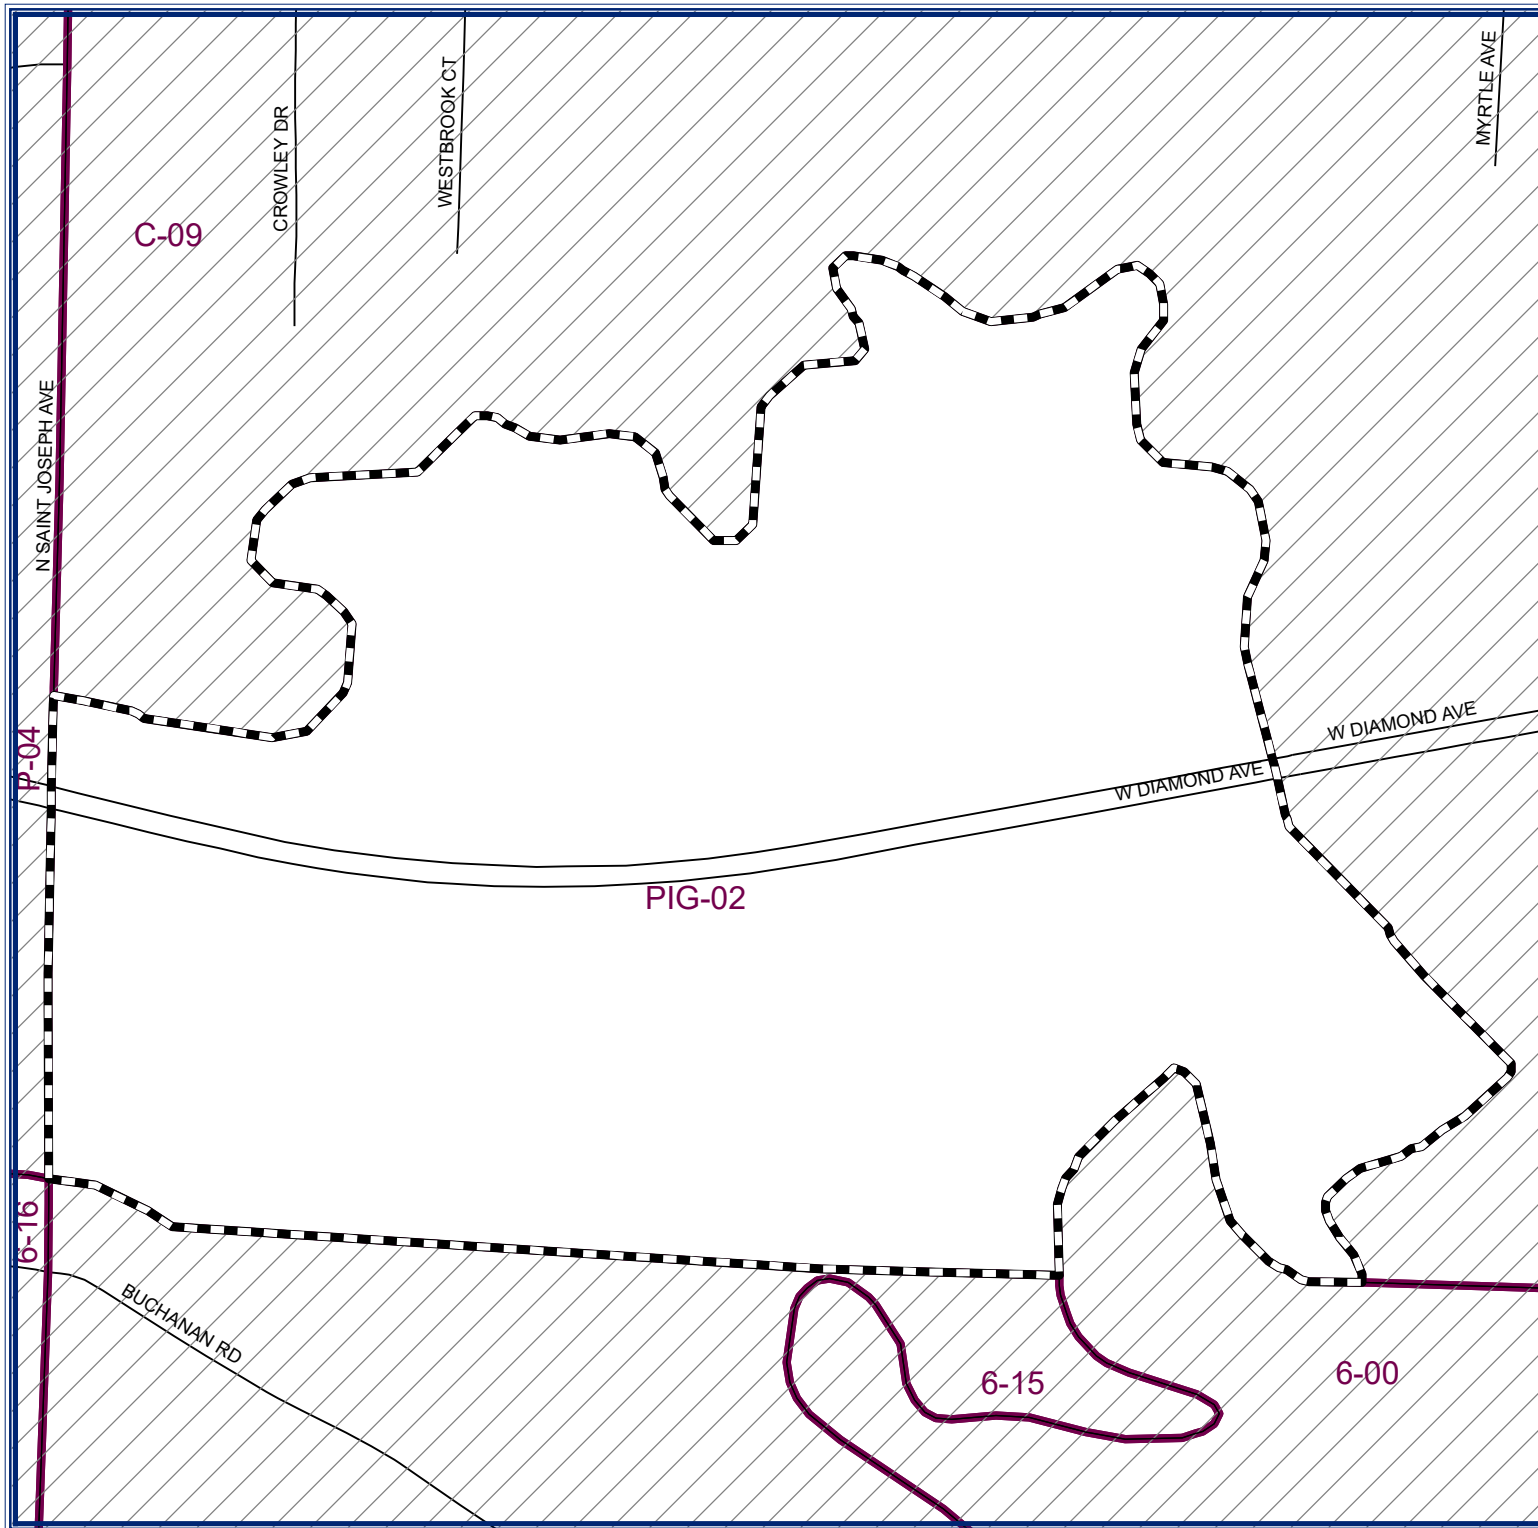 MYRTLE AVE
WESTBROOK CT
CROWLEY DR
C-09
N SAINT JOSEPH AVE
W DIAMOND AVE
P-04
W DIAMOND AVE
PIG-02
6-16
BUCHANAN RD
6-15
6-00